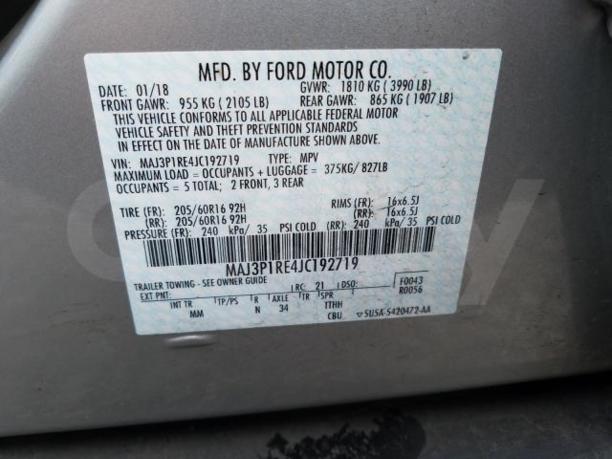 MFD. BY FORD MOTOR CO.
DATE: 01/18 GVWR: 1810 KG ( 3990 LB)
FRONT GAWR: 955 KG ( 2105 LB) REAR GAWR: 865 KG ( 1907 LB)
THIS VEHICLE CONFORMS TO ALL APPLICABLE FEDERAL MOTOR
VEHICLE SAFETY AND THEFT PREVENTION STANDARDS
IN EFFECT ON THE DATE OF MANUFACTURE SHOWN ABOVE.
VIN: MAJ3P1RE4JC192719 TYPE: MPV
MAXIMUM LOAD = OCCUPANTS + LUGGAGE = 375KG/ 827LB
OCCUPANTS = 5 TOTAL; 2 FRONT, 3 REAR
TIRE (FR): 205/60R16 92H RIMS (FR): 16x6.5J
(RR): 205/60R16 92H (RR): 16x6.5J
PRESSURE (FR): 240 kPa/ 35 PSI COLD (RR): 240 kPa/ 35 PSI COLD
MAJ3P1RE4JC192719
TRAILER TOWING - SEE OWNER GUIDE
EXT PNT: RC: 21 DSO: F0043
R0056
INT TR TP/PS R AXLE TR SPR
MM N 34 TTHH
CBU ▽ 5U5A-5420472-AA